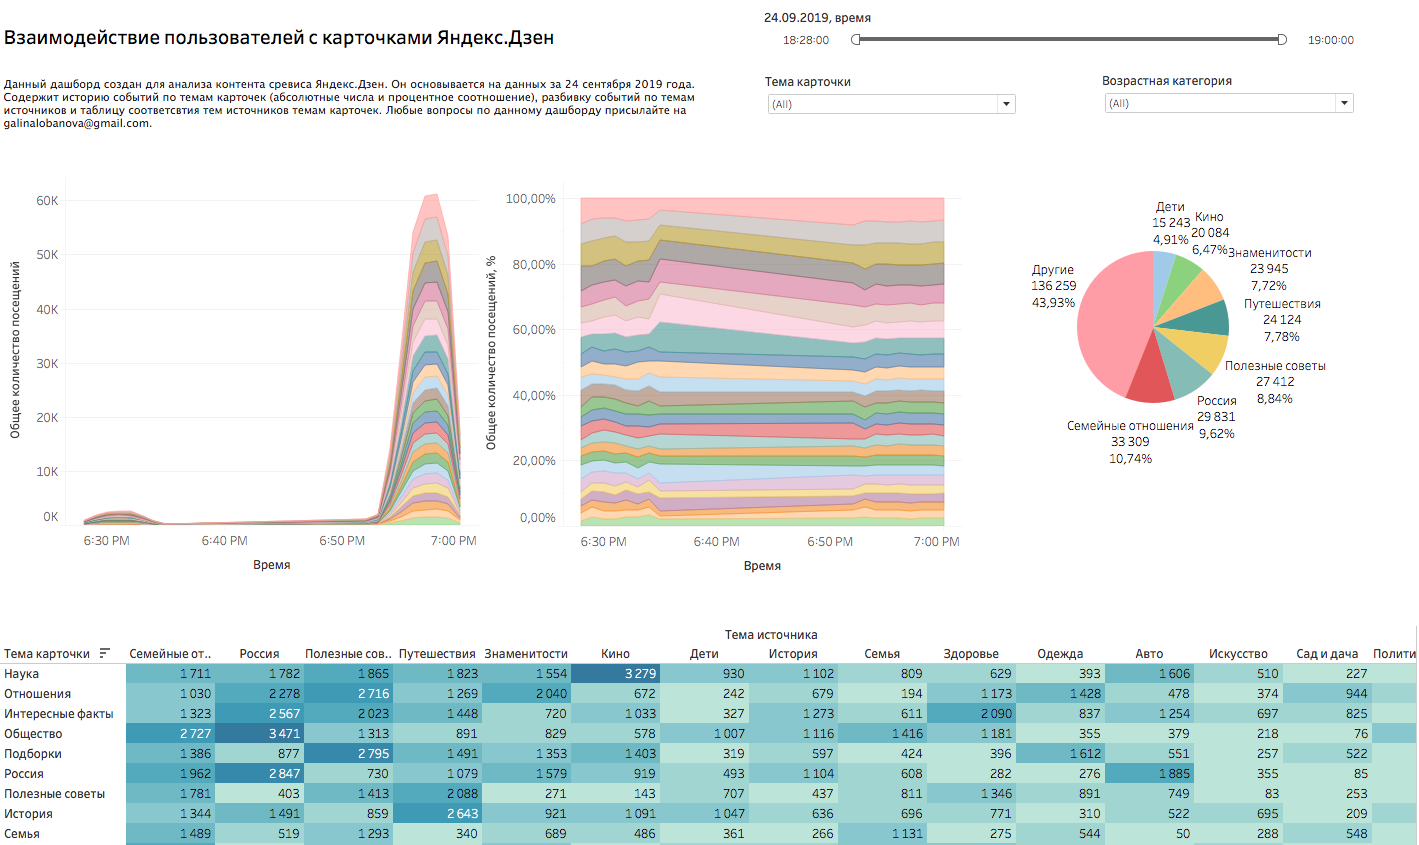 24.09.2019, время
Взаимодействие пользователей с карточками Яндекс.Дзен
18:28:00 19:00:00
Данный дашборд создан для анализа контента сревиса Яндекс.Дзен. Он основывается на данных за 24 сентября 2019 года.
Содержит историю событий по темам карточек (абсолютные числа и процентное соотношение), разбивку событий по темам
источников и таблицу соответсвтия тем источников темам карточек. Любые вопросы по данному дашборду присылайте на
galinalobanova@gmail.com.
Тема карточки
(All)
Возрастная категория
(All)
Общее количество посещений
60K
50K
40K
30K
20K
10K
0K
6:30 PM 6:40 PM 6:50 PM 7:00 PM
Время
Общее количество посещений, %
100,00%
80,00%
60,00%
40,00%
20,00%
0,00%
6:30 PM 6:40 PM 6:50 PM 7:00 PM
Время
Дети
15 243
4,91%
Кино
20 084
6,47%
Знаменитости
23 945
7,72%
Путешествия
24 124
7,78%
Полезные советы
27 412
8,84%
Россия
29 831
9,62%
Семейные отношения
33 309
10,74%
Другие
136 259
43,93%
Тема источника
Тема карточки Семейные от.. Россия Полезные сов.. Путешествия Знаменитости Кино Дети История Семья Здоровье Одежда Авто Искусство Сад и дача Полити
Наука 1 711 1 782 1 865 1 823 1 554 3 279 930 1 102 809 629 393 1 606 510 227
Отношения 1 030 2 278 2 716 1 269 2 040 672 242 679 194 1 173 1 428 478 374 944
Интересные факты 1 323 2 567 2 023 1 448 720 1 033 327 1 273 611 2 090 837 1 254 697 825
Общество 2 727 3 471 1 313 891 829 578 1 007 1 116 1 416 1 181 355 379 218 76
Подборки 1 386 877 2 795 1 491 1 353 1 403 319 597 424 396 1 612 551 257 522
Россия 1 962 2 847 730 1 079 1 579 919 493 1 104 608 282 276 1 885 355 85
Полезные советы 1 781 403 1 413 2 088 271 143 707 437 811 1 346 891 749 83 253
История 1 344 1 491 859 2 643 921 1 091 1 047 636 696 771 310 522 695 209
Семья 1 489 519 1 293 340 689 486 361 266 1 131 275 544 50 288 548